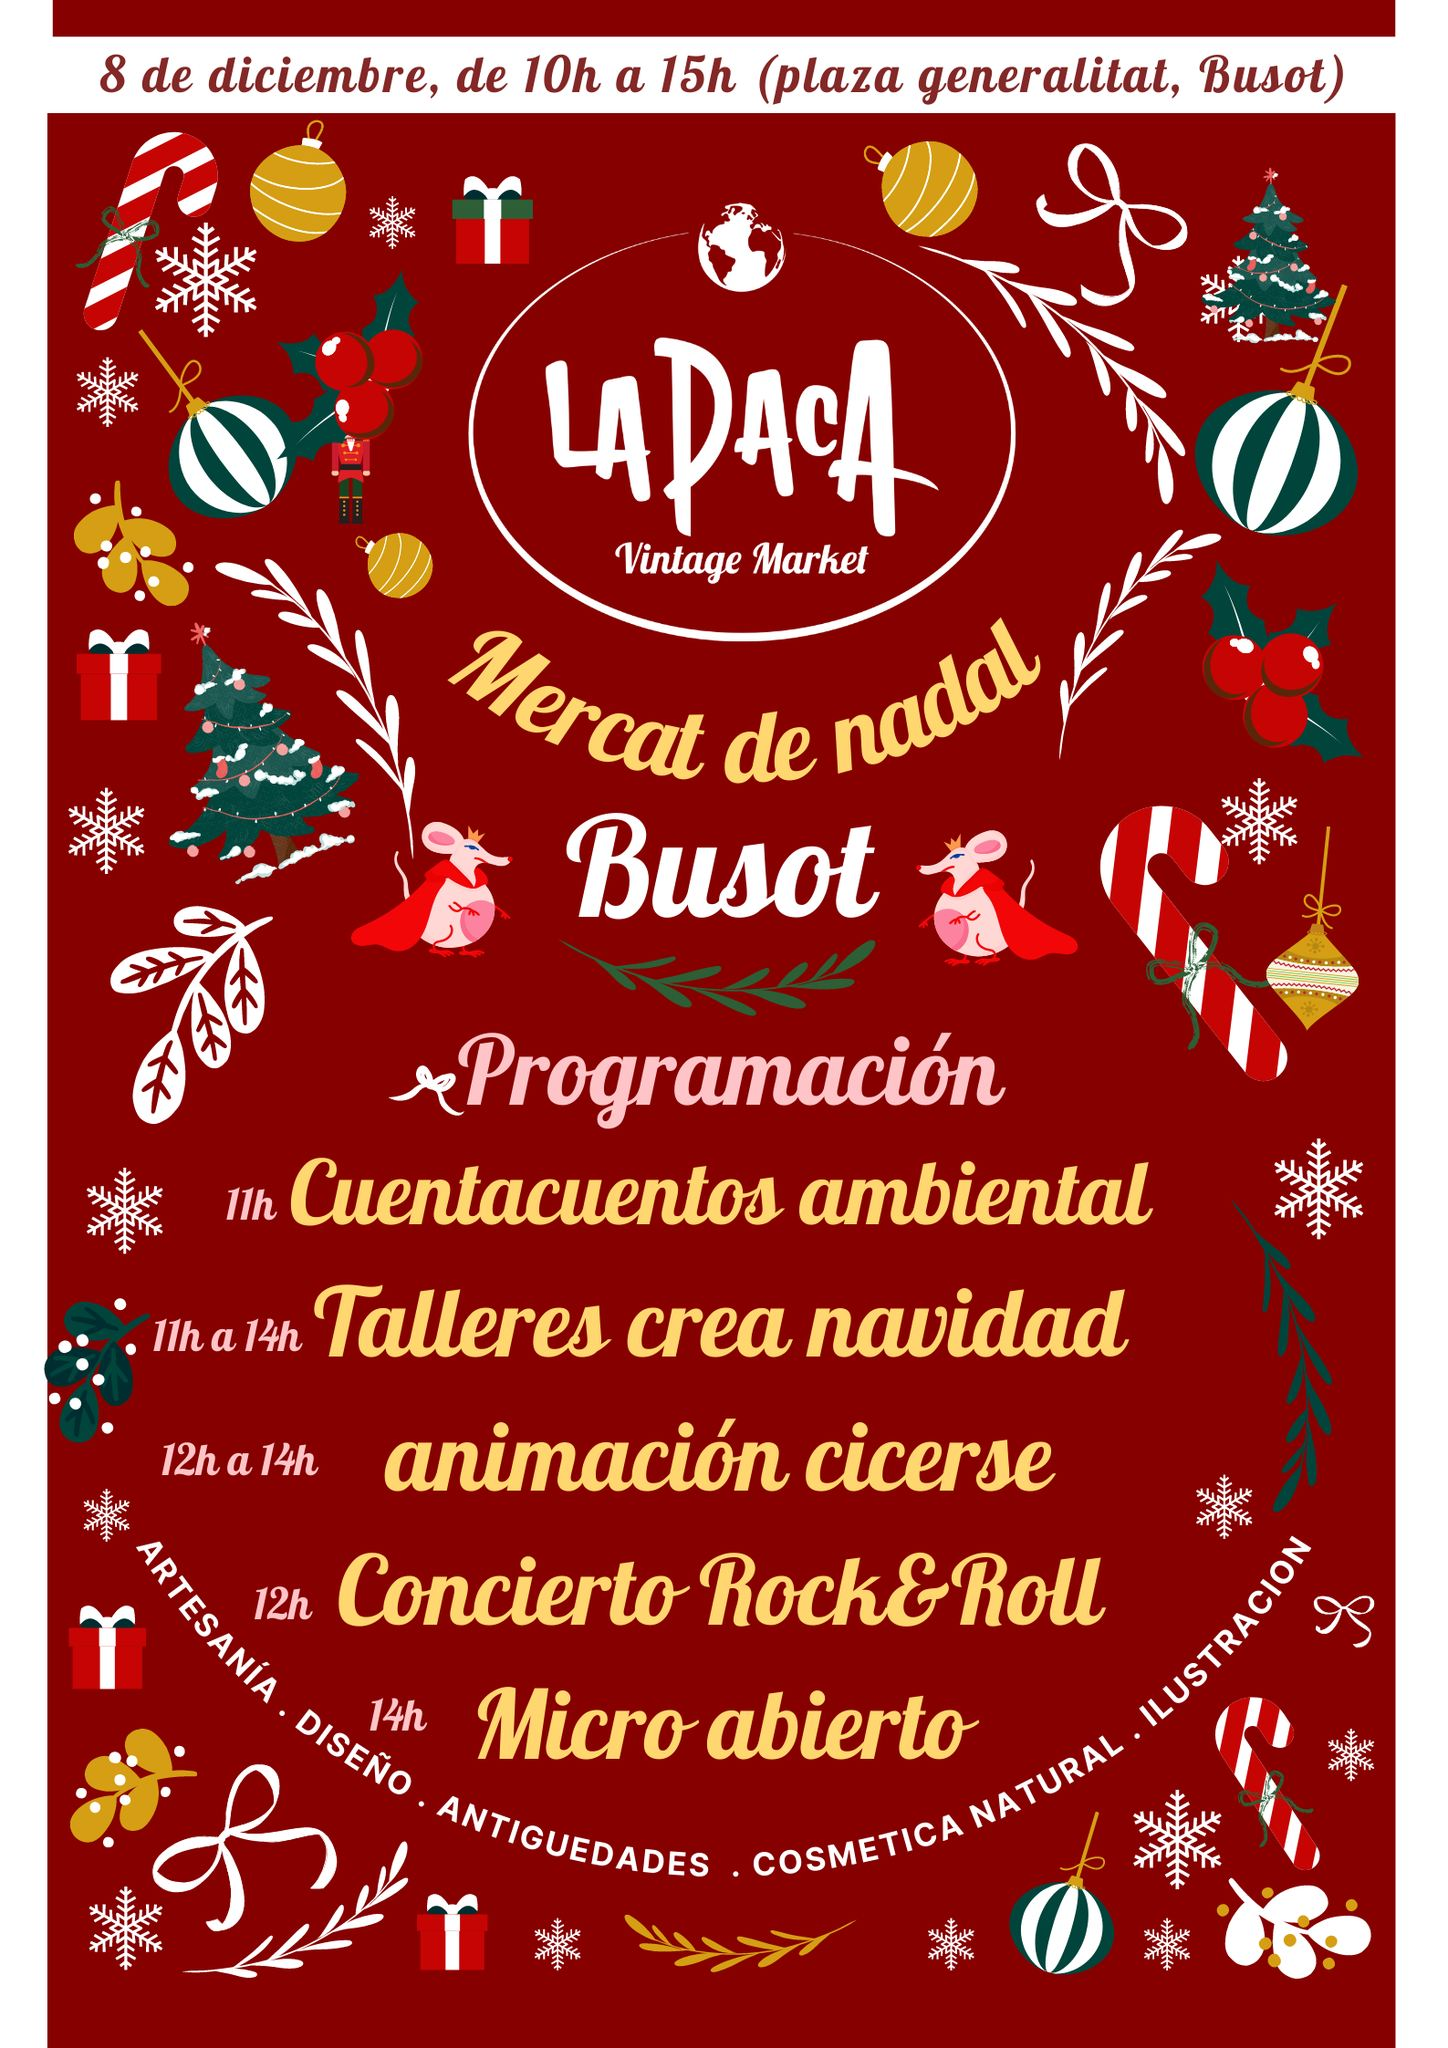 8 de diciembre, de 10h a 15h (plaza generalitat, Busot)
LA PACA
Vintage Market
Mercat de nadal
Busot
Programación
11h Cuentacuentos ambiental
11h a 14h Talleres crea navidad
12h a 14h animación cicerse
12h Concierto Rock&Roll
14h Micro abierto
ARTESANÍA . DISEÑO . ANTIGUEDADES . COSMETICA NATURAL . ILUSTRACION